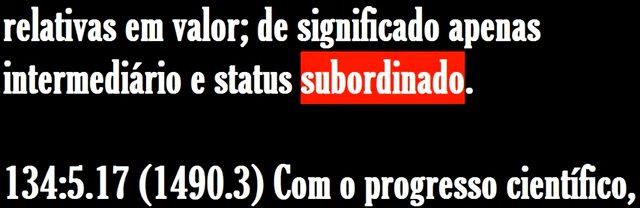 relativas em valor; de significado apenas
intermediário e status subordinado.
134:5.17 (1490.3) Com o progresso científico,